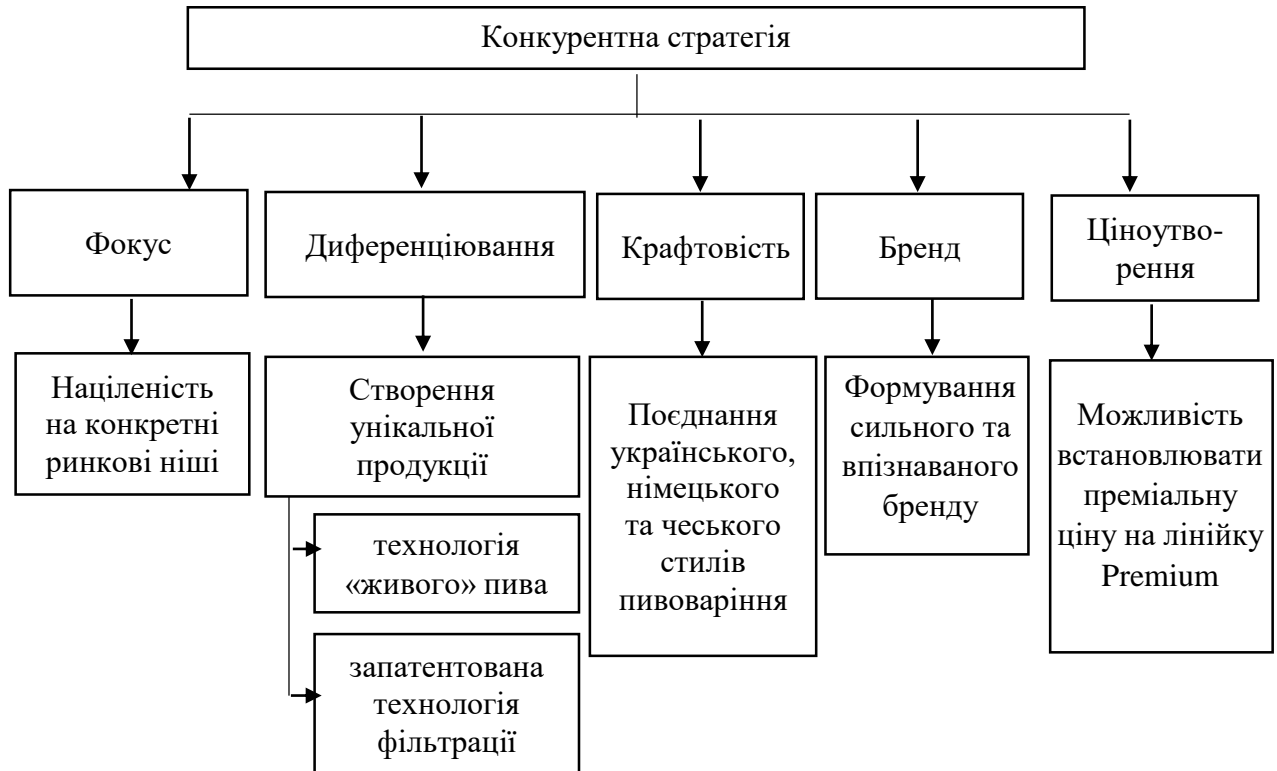 Конкурентна стратегія
Фокус
Диференціювання
Крафтовість
Бренд
Ціноутво-
рення
Націленість
на конкретні
ринкові ніші
Створення
унікальної
продукції
технологія
«живого» пива
запатентована
технологія
фільтрації
Поєднання
українського,
німецького
та чеського
стилів
пивоваріння
Формування
сильного та
впізнаваного
бренду
Можливість
встановлювати
преміальну
ціну на лінійку
Premium